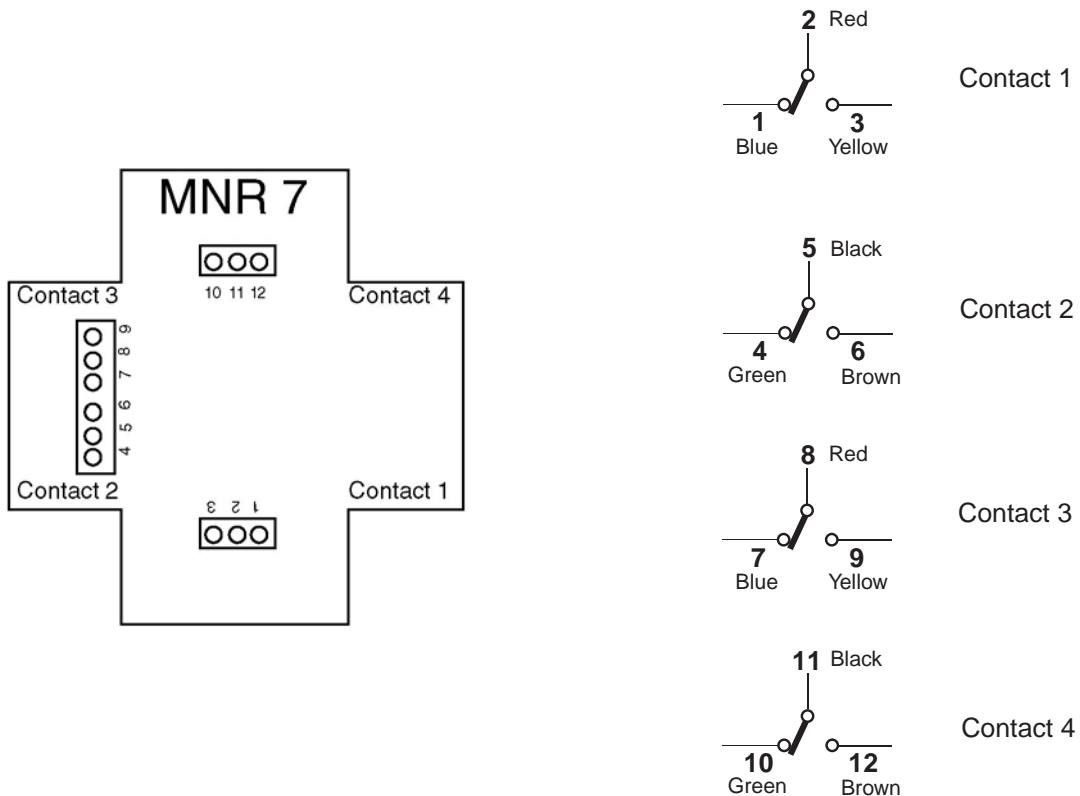 MNR 7
10 11 12
Contact 3
Contact 4
9
8
7
6
5
4
Contact 2
Contact 1
3 2 1
2 Red
Contact 1
1
3
Blue
Yellow
5 Black
Contact 2
4
6
Green
Brown
8 Red
Contact 3
7
9
Blue
Yellow
11 Black
Contact 4
10
12
Green
Brown